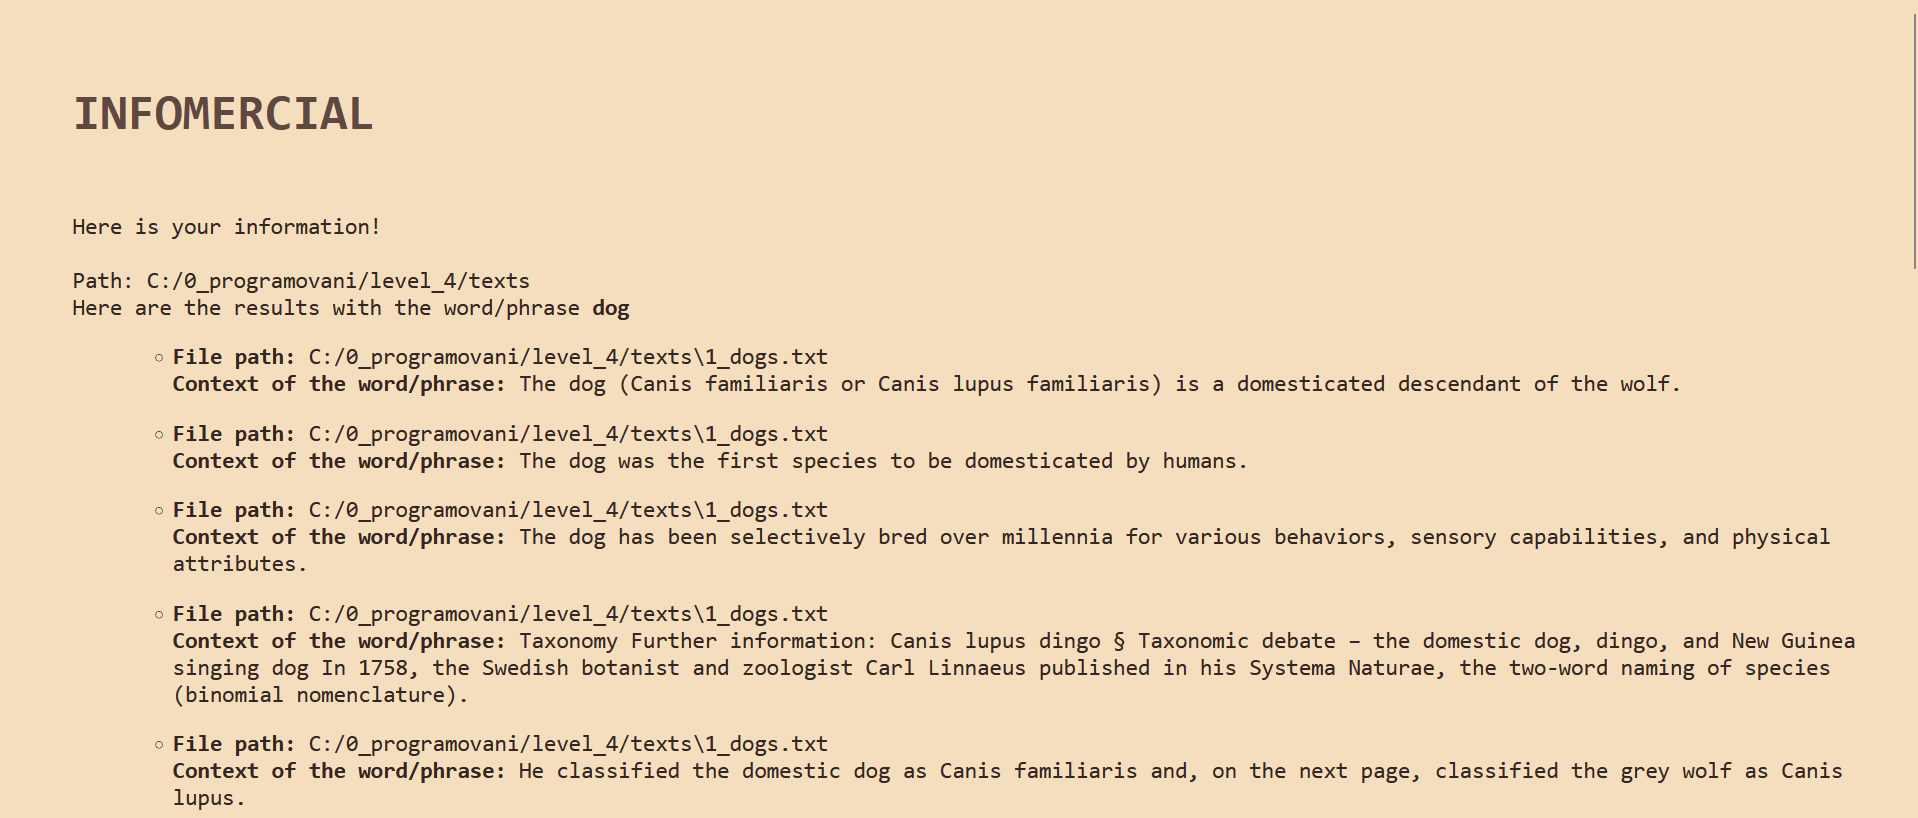 INFOMERCIAL
Here is your information!
Path: C:/0_programovani/level_4/texts
Here are the results with the word/phrase dog
File path: C:/0_programovani/level_4/texts\1_dogs.txt
Context of the word/phrase: The dog (Canis familiaris or Canis lupus familiaris) is a domesticated descendant of the wolf.
File path: C:/0_programovani/level_4/texts\1_dogs.txt
Context of the word/phrase: The dog was the first species to be domesticated by humans.
File path: C:/0_programovani/level_4/texts\1_dogs.txt
Context of the word/phrase: The dog has been selectively bred over millennia for various behaviors, sensory capabilities, and physical
attributes.
File path: C:/0_programovani/level_4/texts\1_dogs.txt
Context of the word/phrase: Taxonomy Further information: Canis lupus dingo § Taxonomic debate – the domestic dog, dingo, and New Guinea
singing dog In 1758, the Swedish botanist and zoologist Carl Linnaeus published in his Systema Naturae, the two-word naming of species
(binomial nomenclature).
File path: C:/0_programovani/level_4/texts\1_dogs.txt
Context of the word/phrase: He classified the domestic dog as Canis familiaris and, on the next page, classified the grey wolf as Canis
lupus.